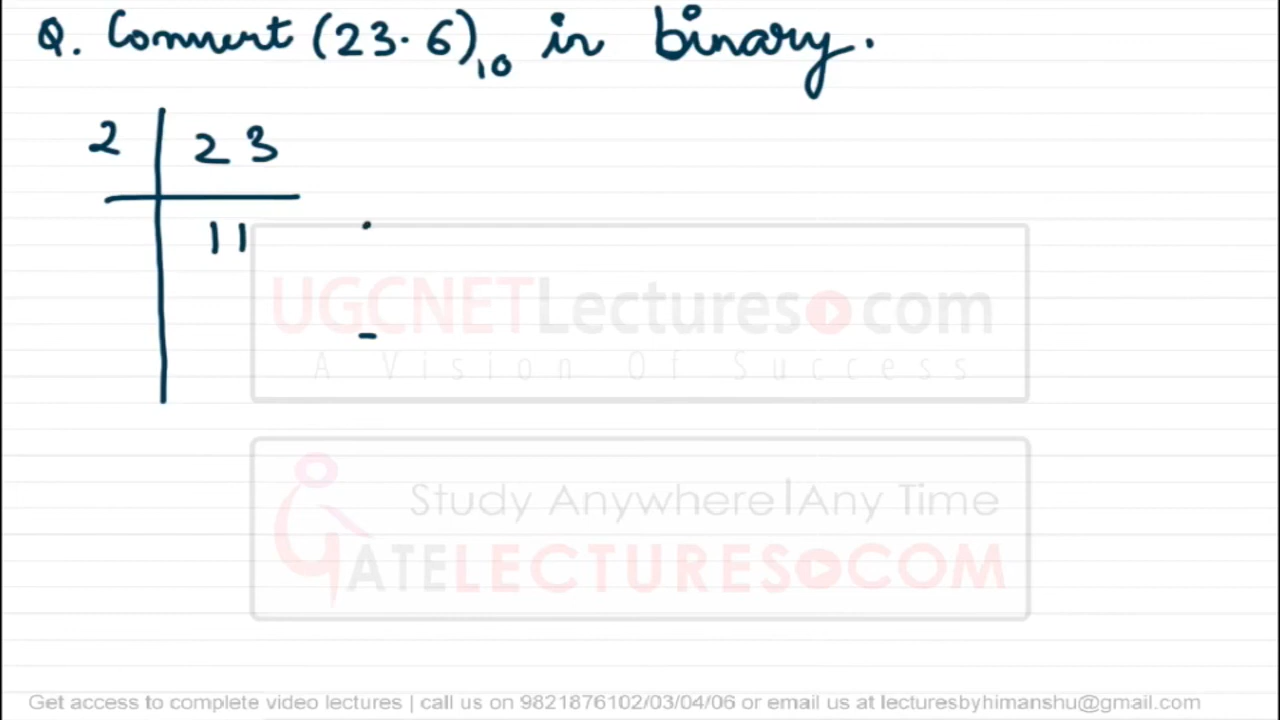 Q. Convert (23.6)10 in binary.
2 | 23
11 .
-
UGCNETLectures.com
A Vision Of Success
Study Anywhere|Any Time
GATELECTURES.COM
Get access to complete video lectures | call us on 9821876102/03/04/06 or email us at lecturesbyhimanshu@gmail.com